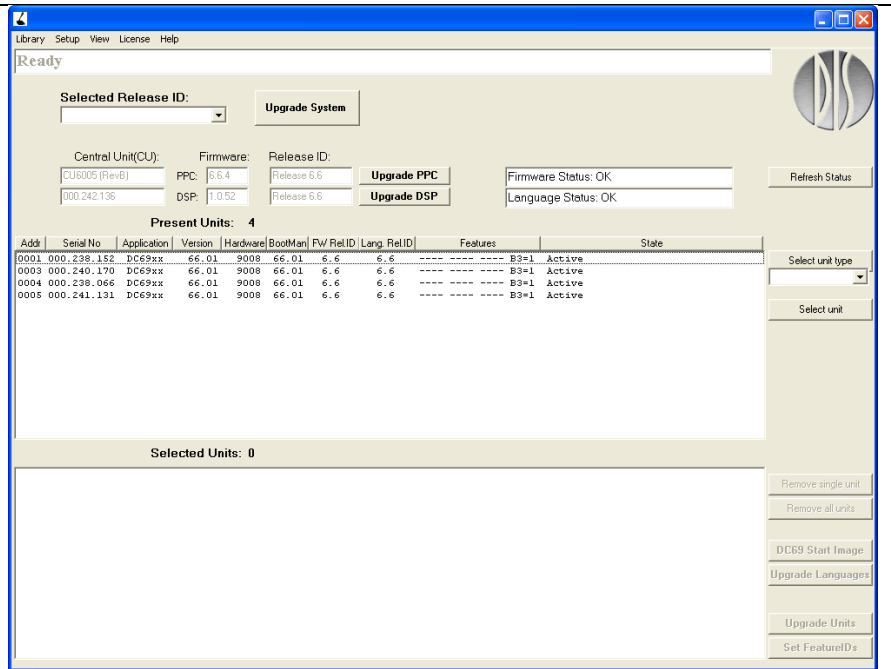 Library Setup View License Help
Ready
Selected Release ID:
Upgrade System
DIS
Central Unit(CU): Firmware: Release ID:
CU6005 (RevB) PPC: 6.6.4 Release 6.6 Upgrade PPC Firmware Status: OK Refresh Status
000.242.136 DSP: 1.0.52 Release 6.6 Upgrade DSP Language Status: OK
Present Units: 4
Addr Serial No Application Version Hardware BootMan FW Rel.ID Lang. Rel.ID Features State
0001 000.238.152 DC69xx 66.01 9008 66.01 6.6 6.6 ---- ---- ---- B3=1 Active
0003 000.240.170 DC69xx 66.01 9008 66.01 6.6 6.6 ---- ---- ---- B3=1 Active
0004 000.238.066 DC69xx 66.01 9008 66.01 6.6 6.6 ---- ---- ---- B3=1 Active
0005 000.241.131 DC69xx 66.01 9008 66.01 6.6 6.6 ---- ---- ---- B3=1 Active
Select unit type
Select unit
Selected Units: 0
Remove single unit
Remove all units
DC69 Start Image
Upgrade Languages
Upgrade Units
Set FeatureIDs